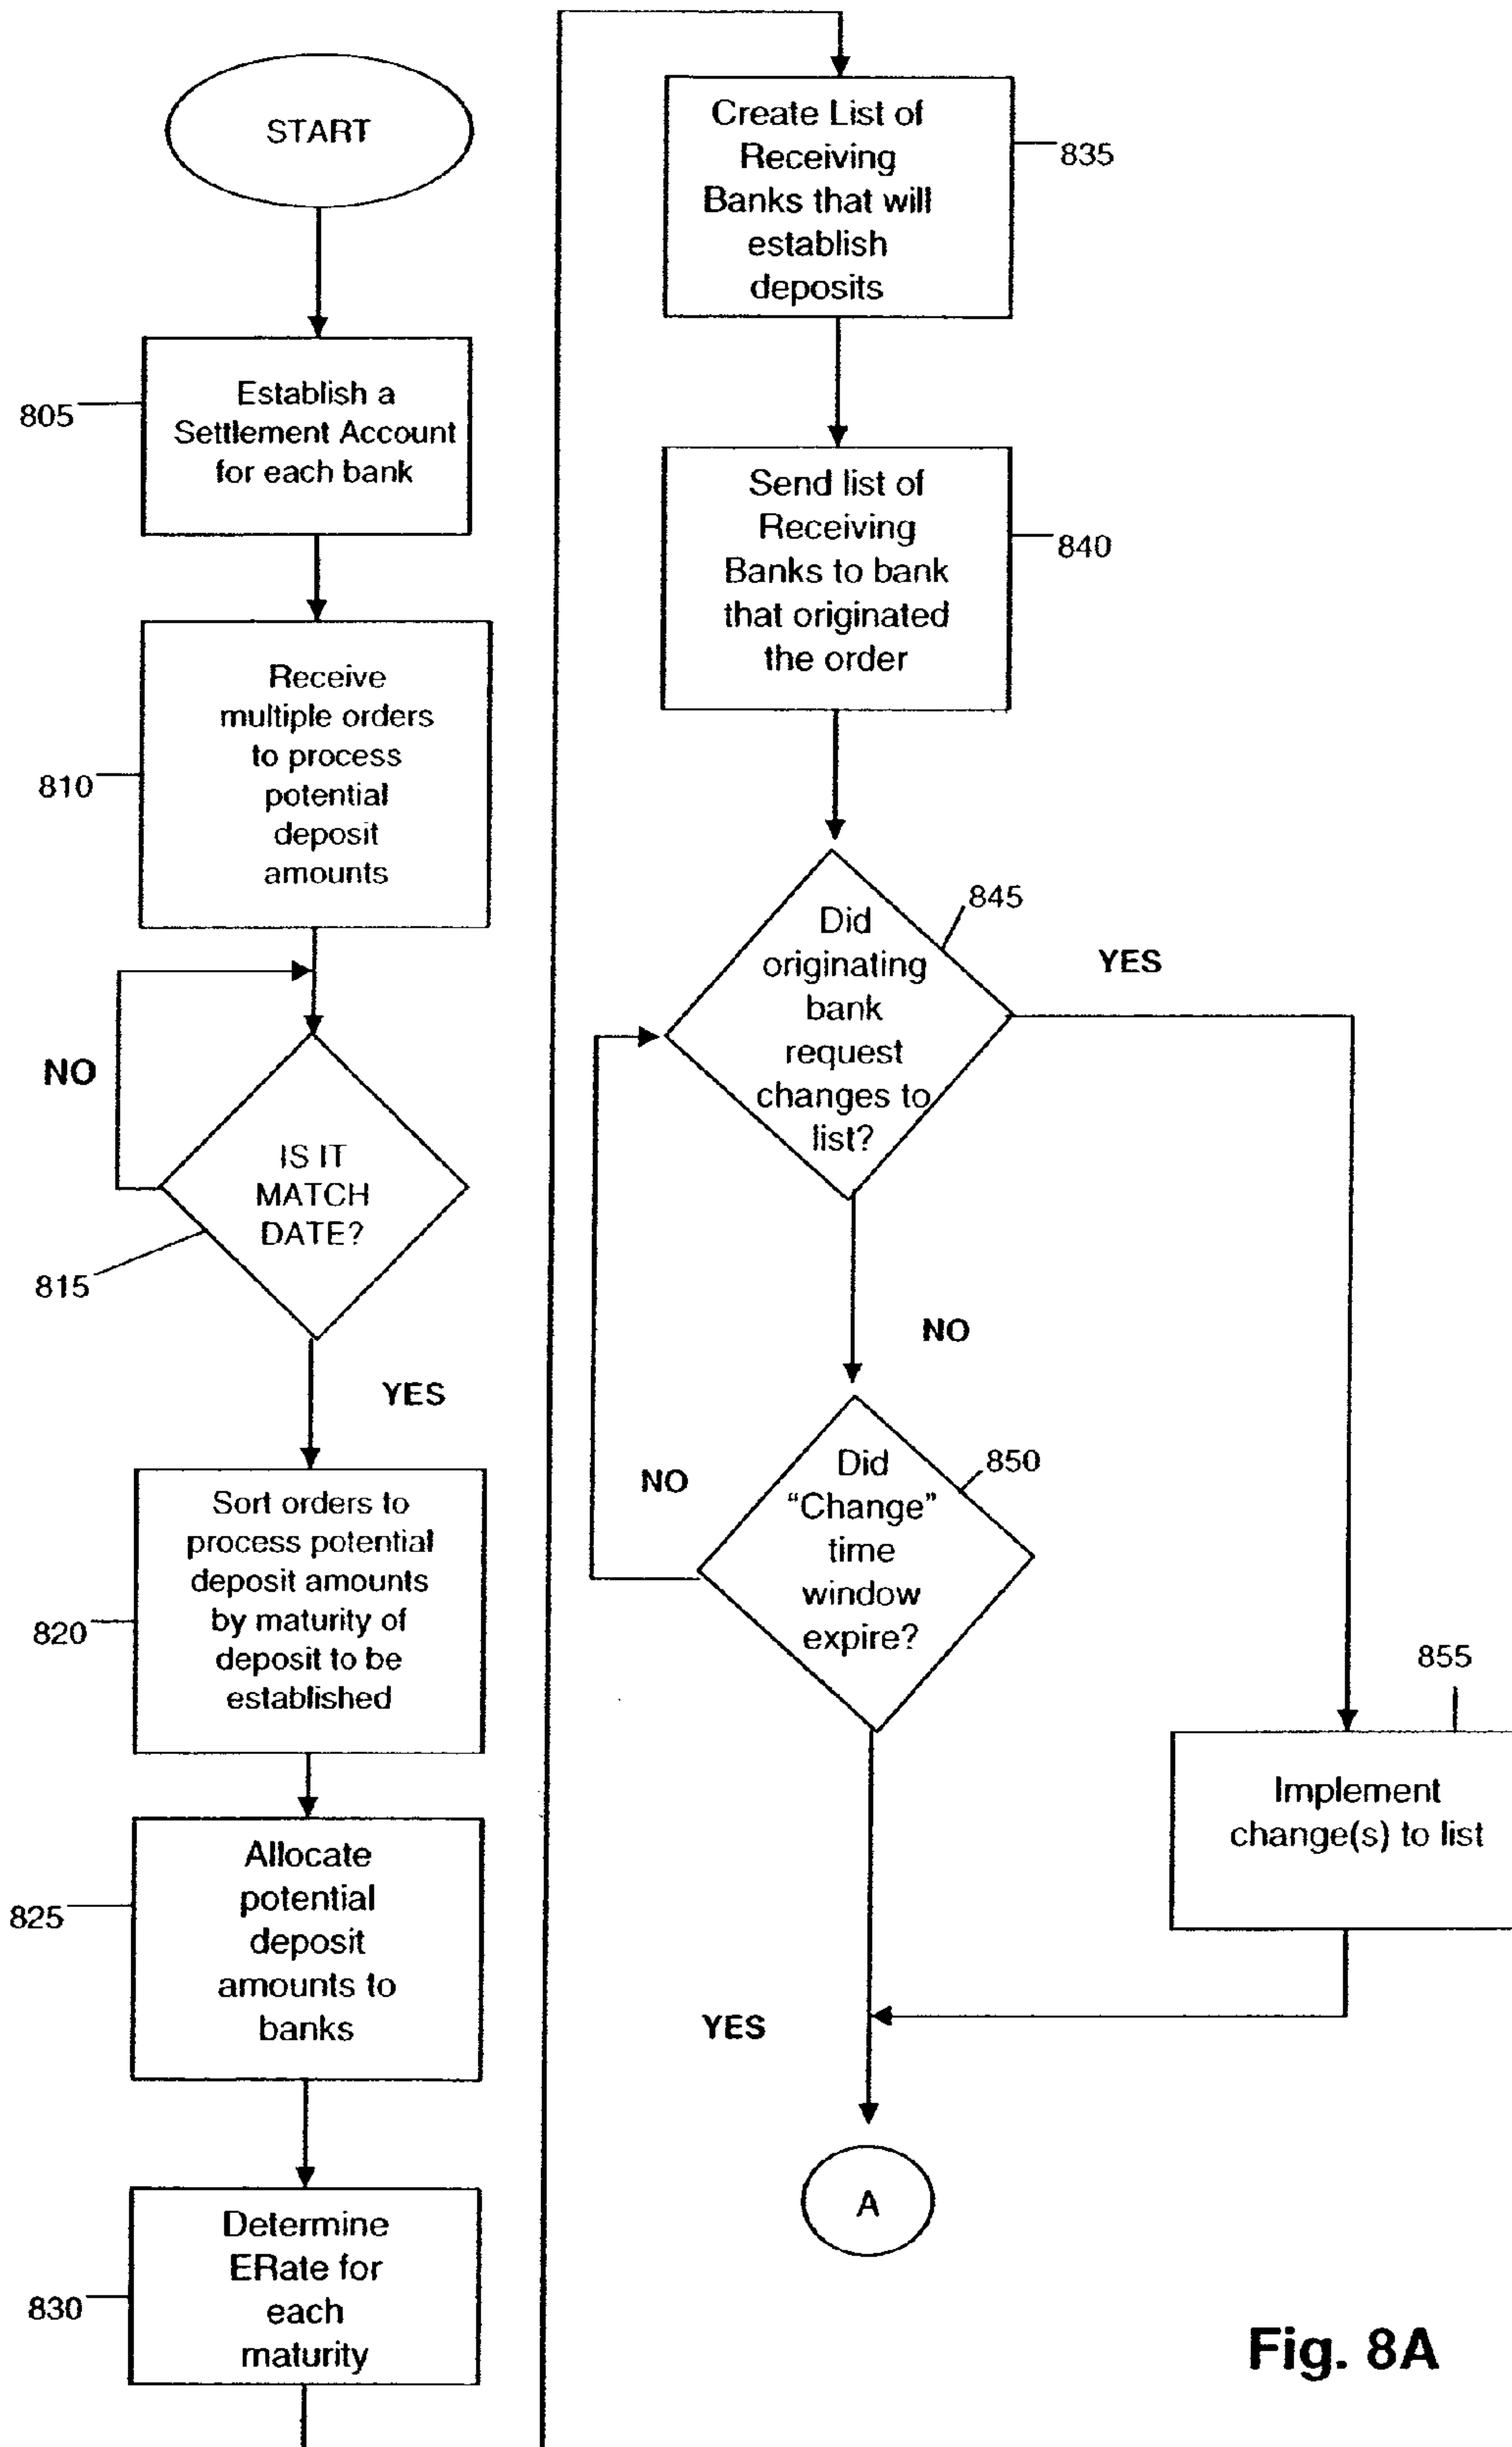 START
805
Establish a
Settlement Account
for each bank
810
Receive
multiple orders
to process
potential
deposit
amounts
NO
IS IT
MATCH
DATE?
815
YES
820
Sort orders to
process potential
deposit amounts
by maturity of
deposit to be
established
825
Allocate
potential
deposit
amounts to
banks
830
Determine
ERate for
each
maturity
Create List of
Receiving
Banks that will
establish
deposits
835
Send list of
Receiving
Banks to bank
that originated
the order
840
Did
originating
bank
request
changes to
list?
845
YES
NO
Did
“Change”
time
window
expire?
850
NO
855
Implement
change(s) to list
YES
A
Fig. 8A